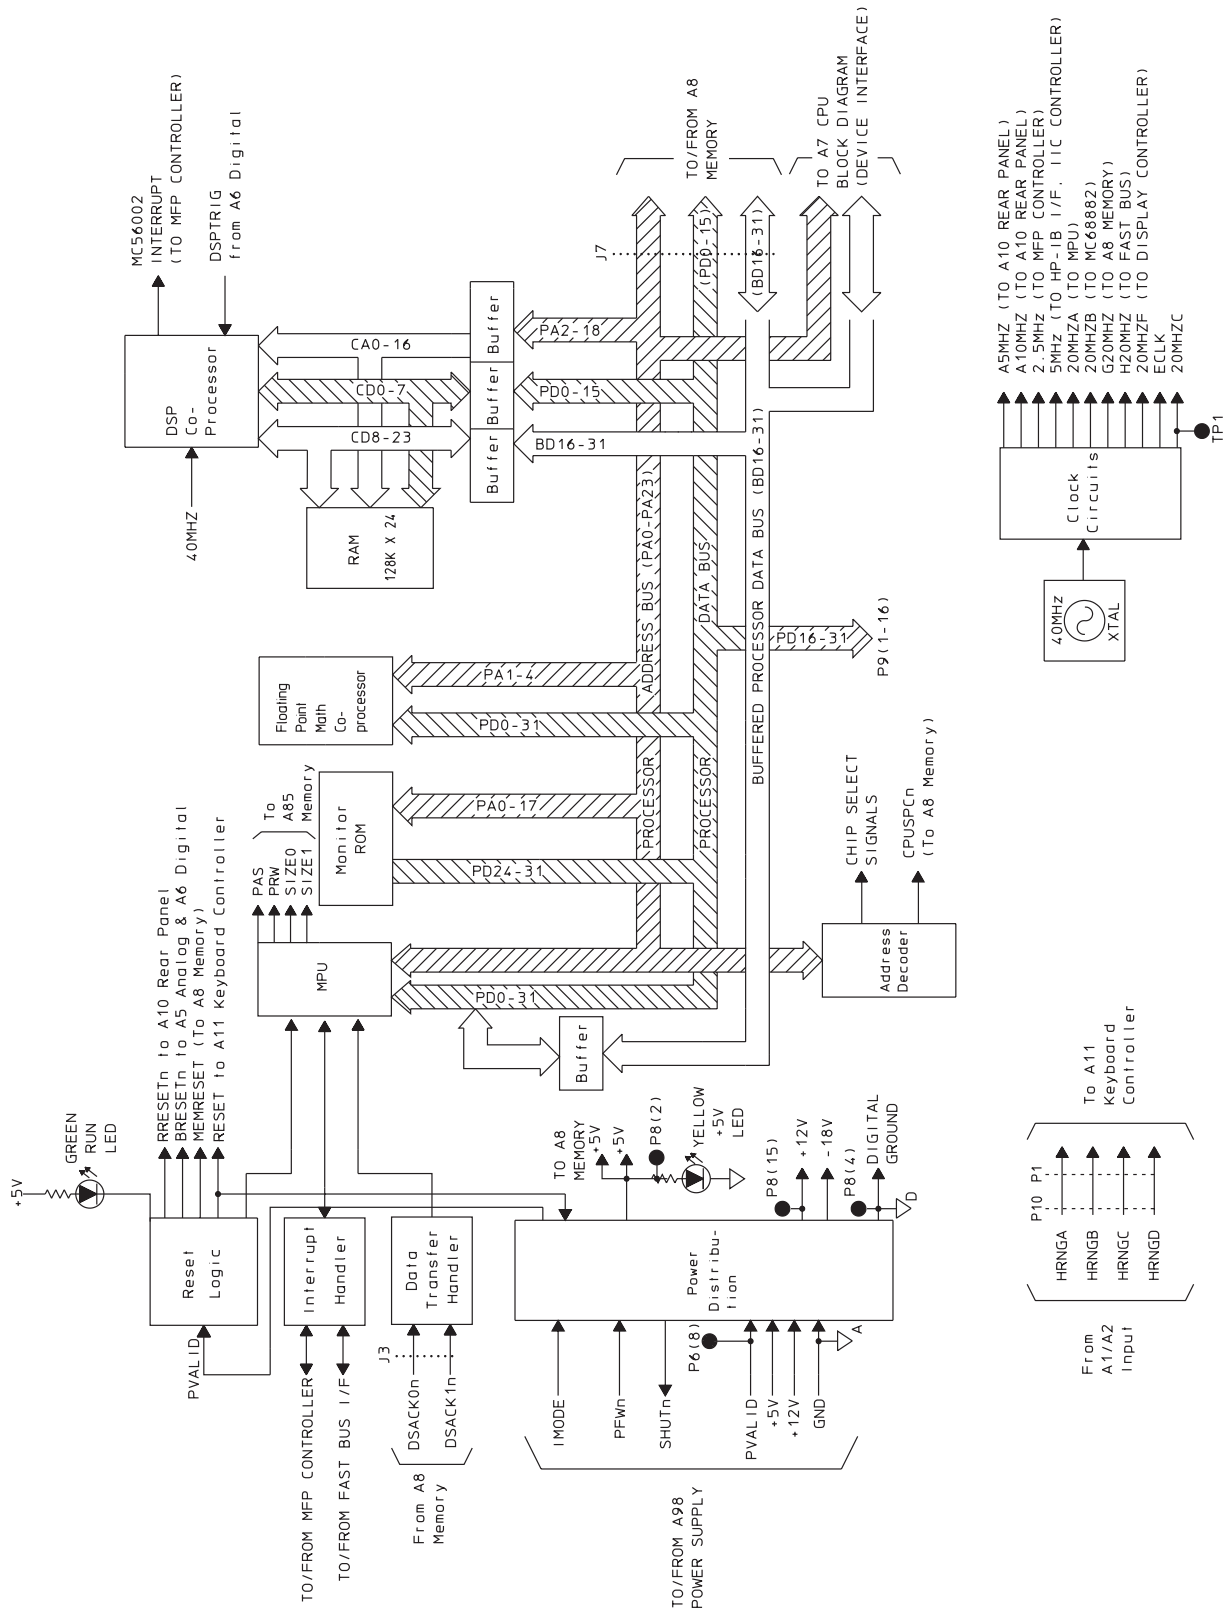 +5V
GREEN
RUN
LED
RRESETn to A10 Rear Panel
BRESETn to A5 Analog & A6 Digital
MEMRESET (To A8 Memory)
RESET to A11 Keyboard Controller
PVALID
Reset
Logic
TO/FROM MFP CONTROLLER
TO/FROM FAST BUS I/F
Interrupt
Handler
From A8
Memory
DSACK0n
DSACK1n
J3
Data
Transfer
Handler
TO/FROM A98
POWER SUPPLY
IMODE
PFWn
SHUTn
PVALID
+5V
+12V
GND
P6(8)
A
Power
Distribu-
tion
TO A8
MEMORY
+5V
+5V
P8(2)
YELLOW
+5V
LED
P8(15)
+12V
-18V
P8(4)
DIGITAL
GROUND
D
From
A1/A2
Input
HRNGA
HRNGB
HRNGC
HRNGD
P10
P1
To A11
Keyboard
Controller
MPU
PAS
PRW
SIZE0
SIZE1
To
A85
Memory
PD0-31
Buffer
Monitor
ROM
PD24-31
PA0-17
Floating
Point
Math
Co-
processor
PD0-31
PA1-4
PROCESSOR
ADDRESS BUS (PA0-PA23)
PROCESSOR
DATA BUS
BUFFERED PROCESSOR DATA BUS (BD16-31)
Address
Decoder
CHIP SELECT
SIGNALS
CPUSPCn
(To A8 Memory)
PD16-31
P9(1-16)
40MHZ
DSP
Co-
Processor
MC56002
INTERRUPT
(TO MFP CONTROLLER)
DSPTRIG
from A6 Digital
RAM
128K X 24
CA0-16
CD0-7
CD8-23
Buffer
Buffer
Buffer
PA2-18
PD0-15
BD16-31
J7
(PD0-15)
(BD16-31)
TO/FROM A8
MEMORY
TO A7 CPU
BLOCK DIAGRAM
(DEVICE INTERFACE)
40MHz
XTAL
Clock
Circuits
A5MHZ (TO A10 REAR PANEL)
A10MHZ (TO A10 REAR PANEL)
2.5MHz (TO MFP CONTROLLER)
5MHz (TO HP-IB I/F, IIC CONTROLLER)
20MHZA (TO MPU)
20MHZB (TO MC68882)
G20MHZ (TO A8 MEMORY)
H20MHZ (TO FAST BUS)
20MHZF (TO DISPLAY CONTROLLER)
ECLK
20MHZC
TP1